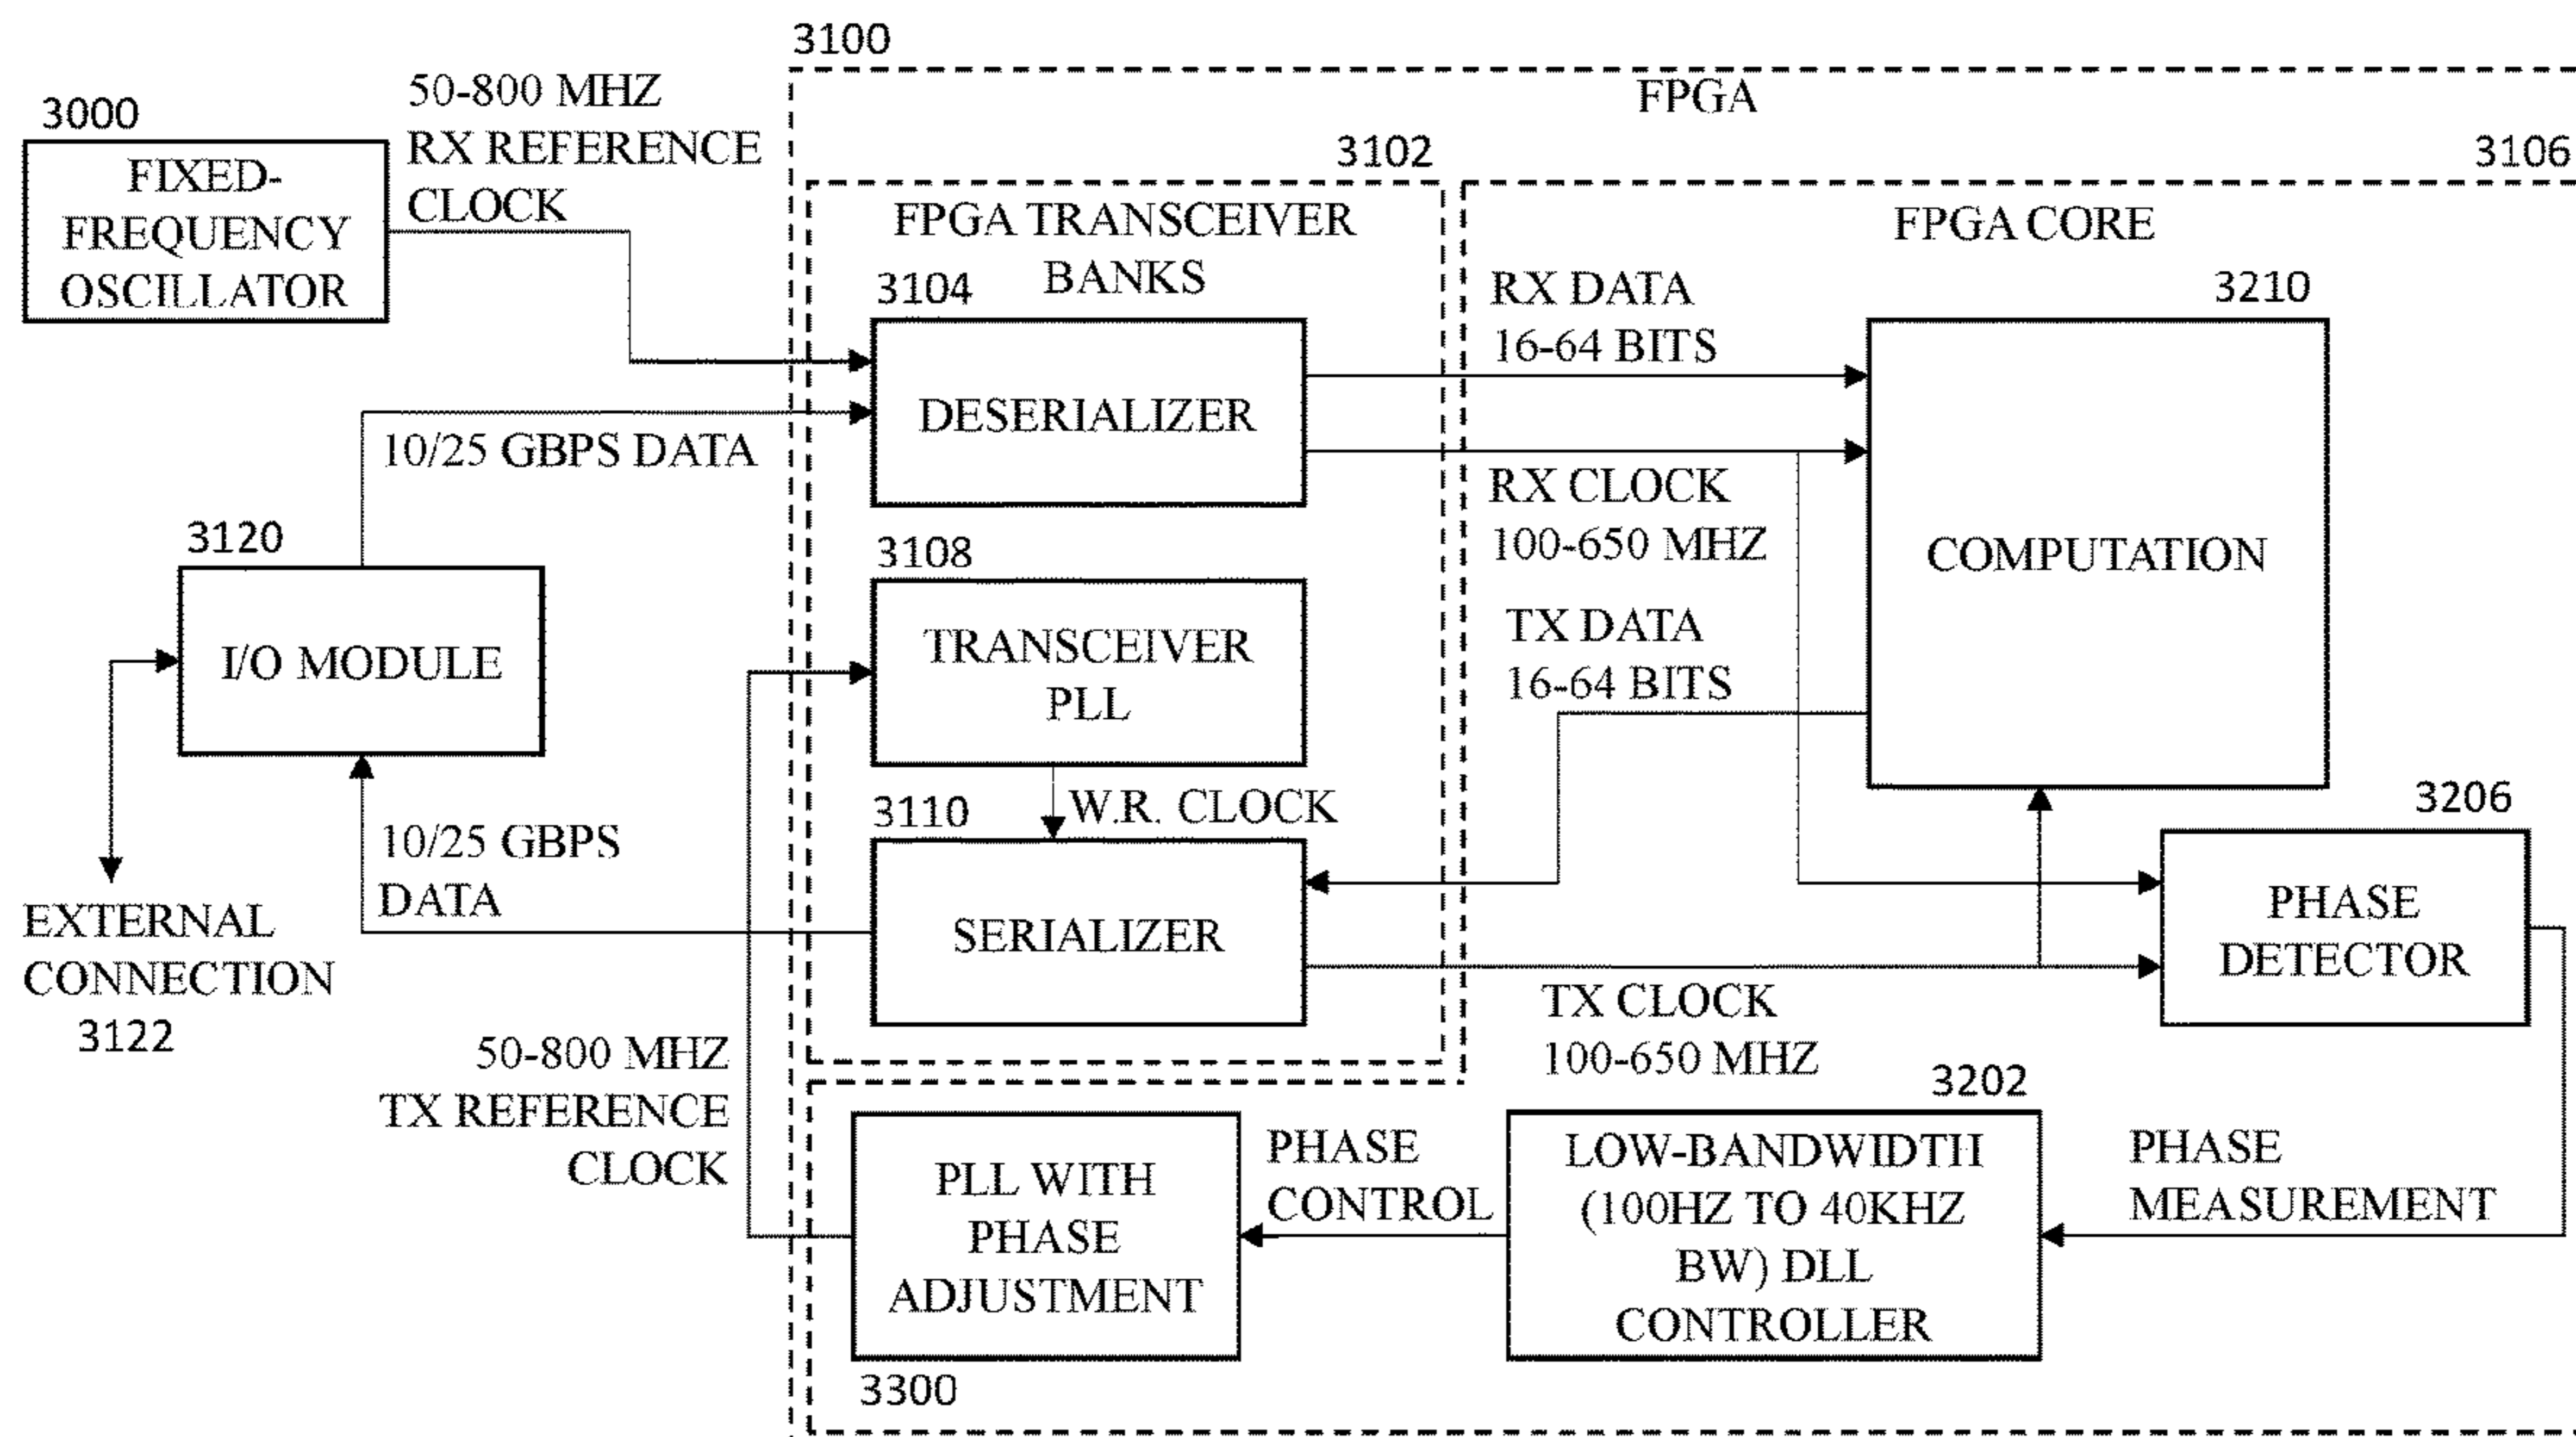 3100
FPGA
3000
50-800 MHZ
RX REFERENCE
CLOCK
FIXED-
FREQUENCY
OSCILLATOR
3102
3106
FPGA TRANSCEIVER
BANKS
FPGA CORE
3104
DESERIALIZER
RX DATA
16-64 BITS
3210
COMPUTATION
10/25 GBPS DATA
RX CLOCK
100-650 MHZ
3120
I/O MODULE
3108
TRANSCEIVER
PLL
TX DATA
16-64 BITS
W.R. CLOCK
3110
SERIALIZER
10/25 GBPS
DATA
3206
PHASE
DETECTOR
EXTERNAL
CONNECTION
3122
TX CLOCK
100-650 MHZ
50-800 MHZ
TX REFERENCE
CLOCK
3202
PLL WITH
PHASE
ADJUSTMENT
PHASE
CONTROL
LOW-BANDWIDTH
(100HZ TO 40KHZ
BW) DLL
CONTROLLER
PHASE
MEASUREMENT
3300